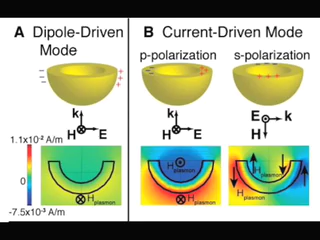 A Dipole-Driven Mode
B Current-Driven Mode
p-polarization
s-polarization
k
H
E
k
H
E
E
k
H
1.1x10⁻² A/m
0
-7.5x10⁻³ A/m
H plasmon
H plasmon
H plasmon